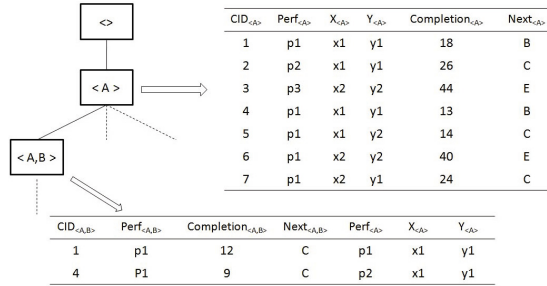 <>
CID<A> Perf<A> X<A> Y<A> Completion<A> Next<A>
1 p1 x1 y1 18 B
2 p2 x1 y1 26 C
< A >
3 p3 x2 y2 44 E
4 p1 x1 y1 13 B
5 p1 x1 y2 14 C
< A,B >
6 p1 x2 y2 40 E
7 p1 x2 y1 24 C
CID<A,B> Perf<A,B> Completion<A,B> Next<A,B> Perf<A> X<A> Y<A>
1 p1 12 C p1 x1 y1
4 P1 9 C p2 x1 y1